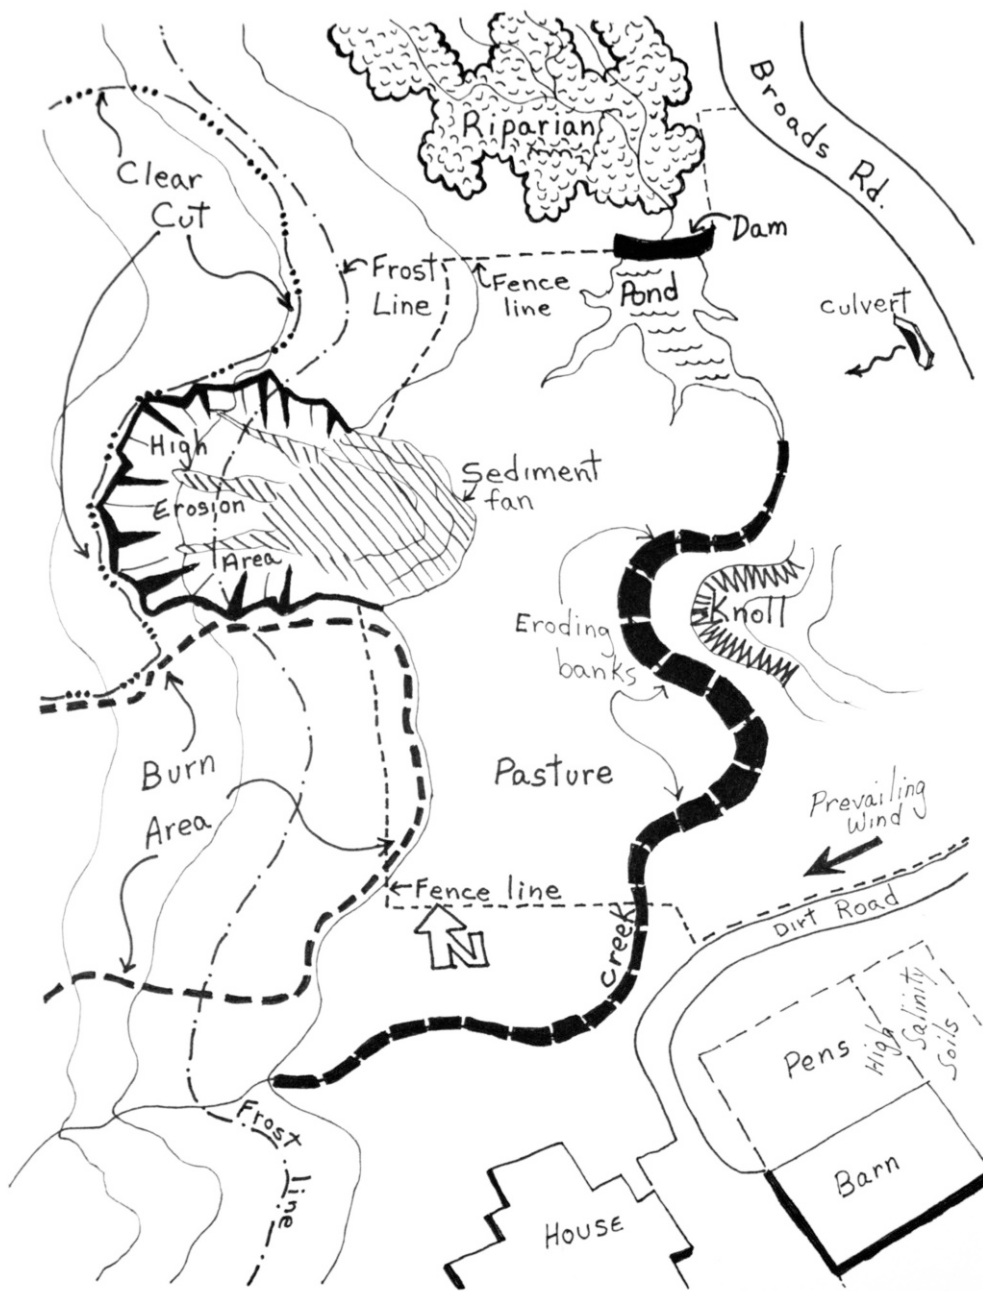 Riparian
Broads Rd.
Clear
Cut
Dam
Frost
Line
Fence
line
Pond
culvert
High
Erosion
Area
Sediment
fan
Knoll
Eroding
banks
Burn
Area
Pasture
Prevailing
Wind
Fence line
N
creek
Dirt Road
Pens
High
Salinity
Soils
Frost
line
Barn
HOUSE